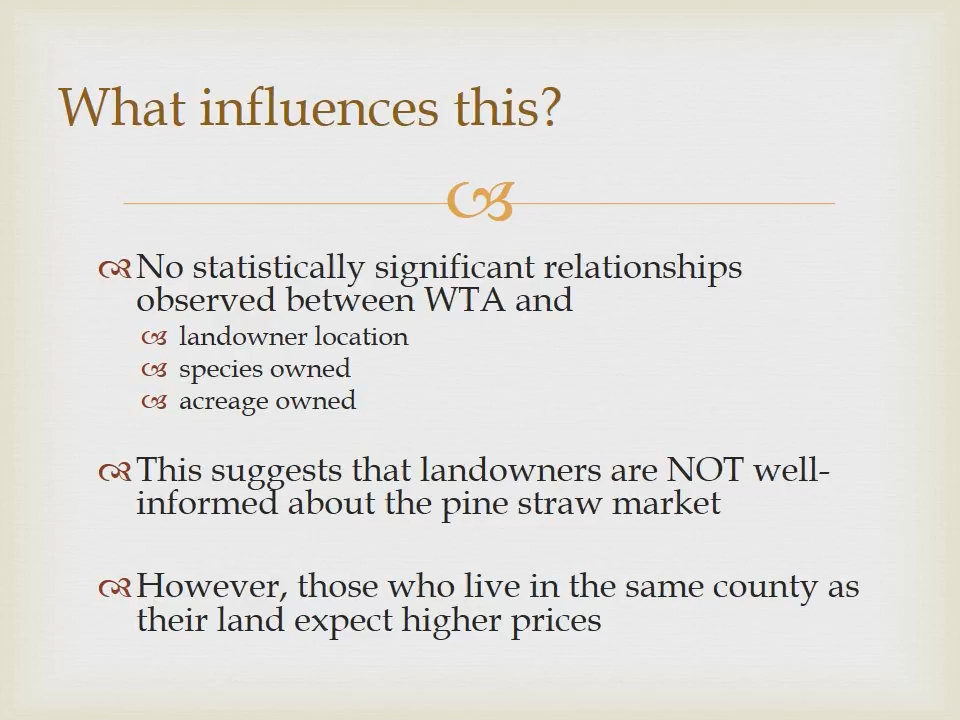 What influences this?
No statistically significant relationships
observed between WTA and
landowner location
species owned
acreage owned
This suggests that landowners are NOT well-
informed about the pine straw market
However, those who live in the same county as
their land expect higher prices